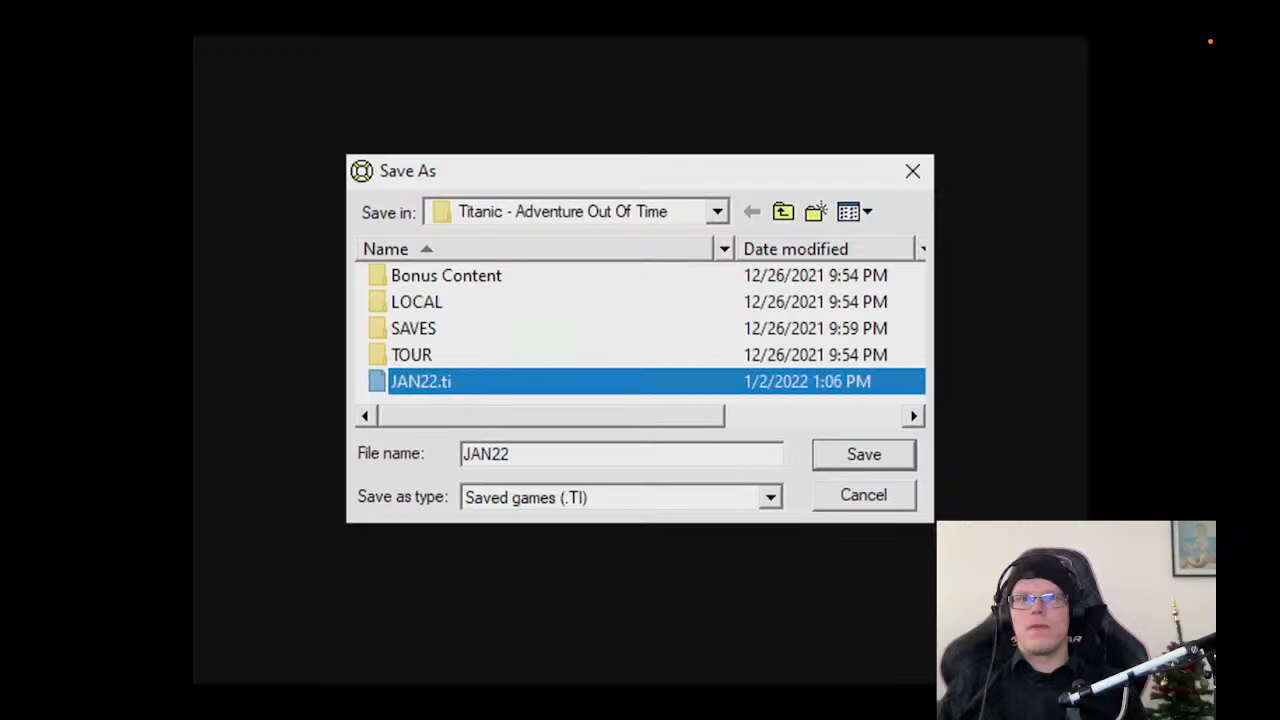 Save As
Save in: Titanic - Adventure Out Of Time
Name Date modified
Bonus Content 12/26/2021 9:54 PM
LOCAL 12/26/2021 9:54 PM
SAVES 12/26/2021 9:59 PM
TOUR 12/26/2021 9:54 PM
JAN22.ti 1/2/2022 1:06 PM
File name: JAN22 Save
Save as type: Saved games (.TI) Cancel